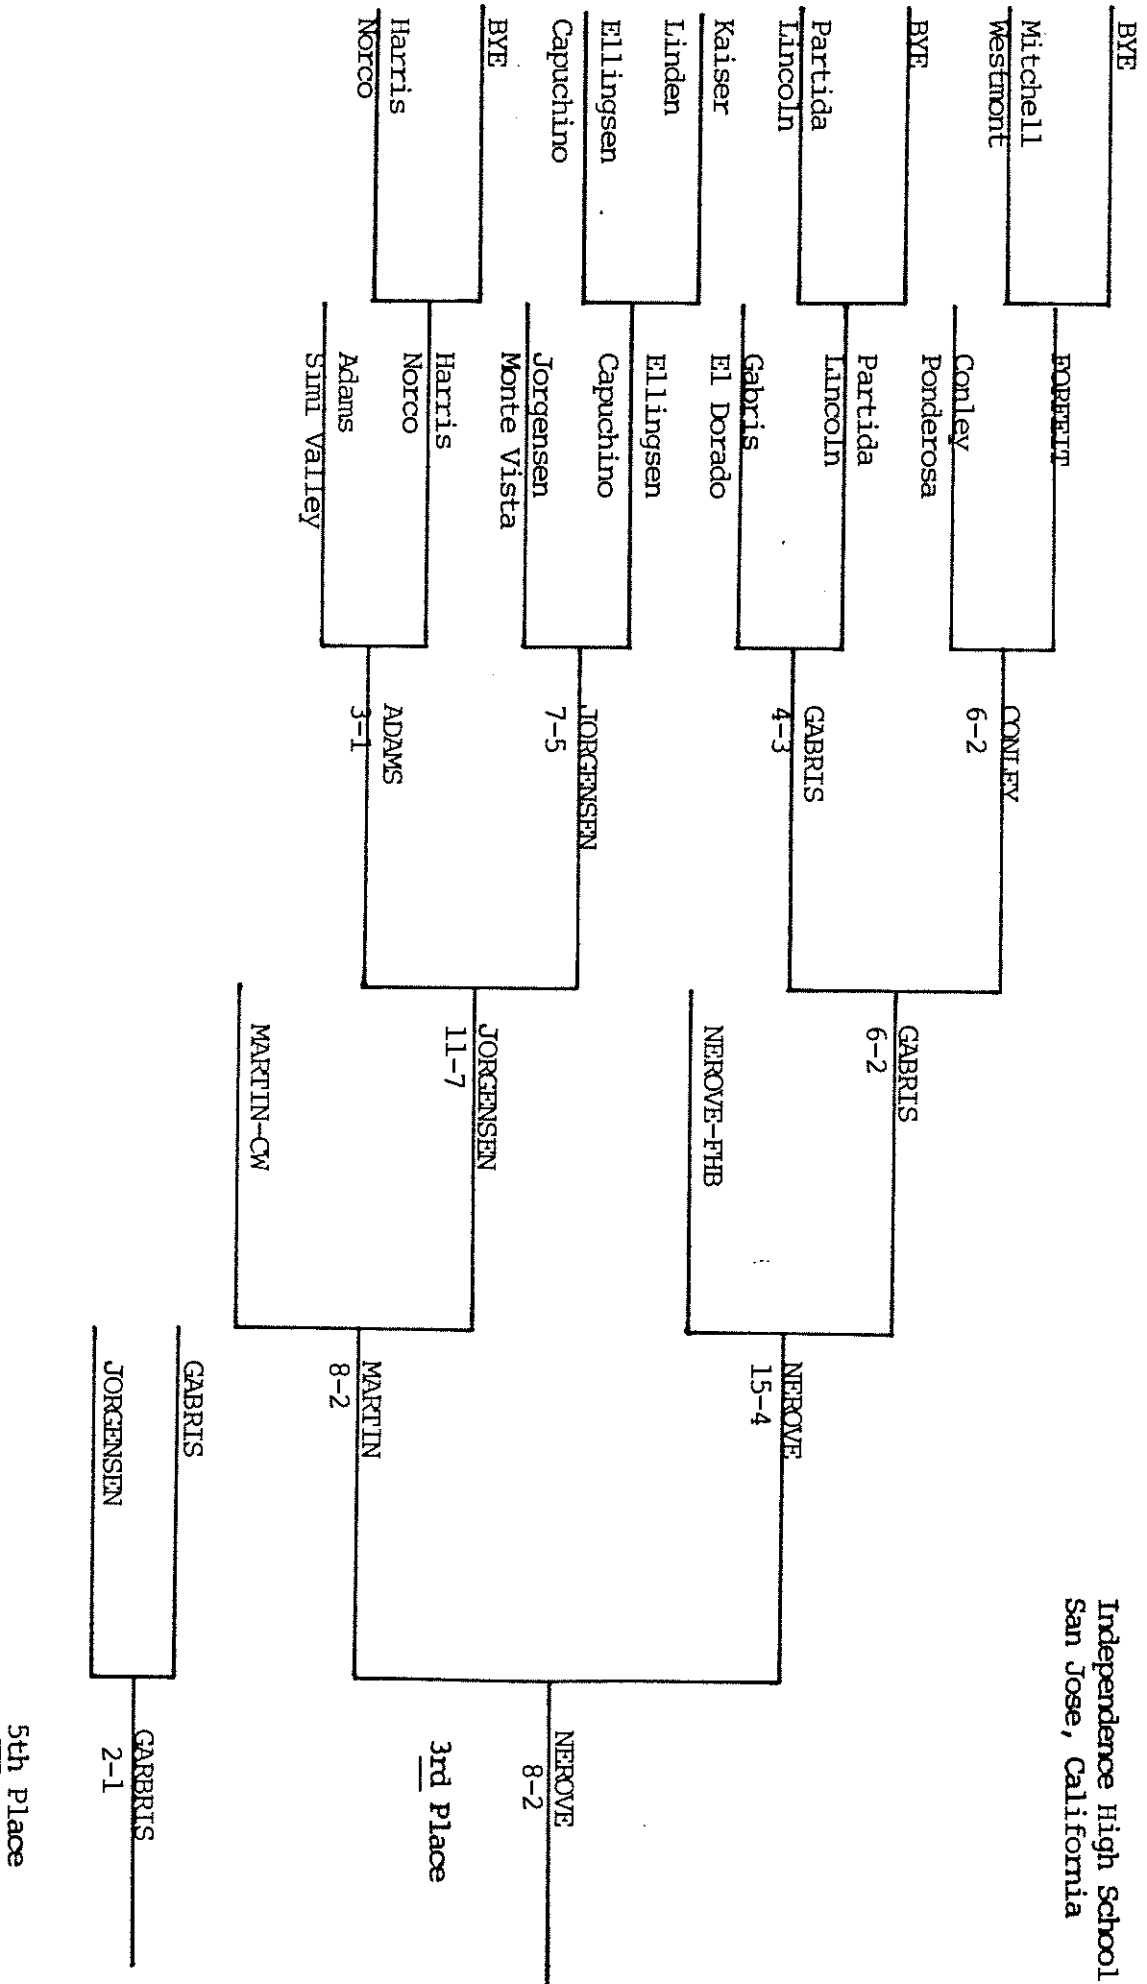 Independence High School
San Jose, California
BYE
Mitchell
Westmont
BYE
Partida
Lincoln
Kaiser
Linden
Ellingsen
Capuchino
BYE
Harris
Norco
FORFEIT
Conley
Ponderosa
Partida
Lincoln
Gabris
El Dorado
Ellingsen
Capuchino
Jorgensen
Monte Vista
Harris
Norco
Adams
Simi Valley
CONLEY
6-2
GABRIS
4-3
JORGENSEN
7-5
ADAMS
3-1
GABRIS
6-2
NEROVE-FHB
JORGENSEN
11-7
MARTIN-CW
NEROVE
15-4
MARTIN
8-2
GABRIS
JORGENSEN
NEROVE
8-2
3rd Place
GARBRIS
2-1
5th Place